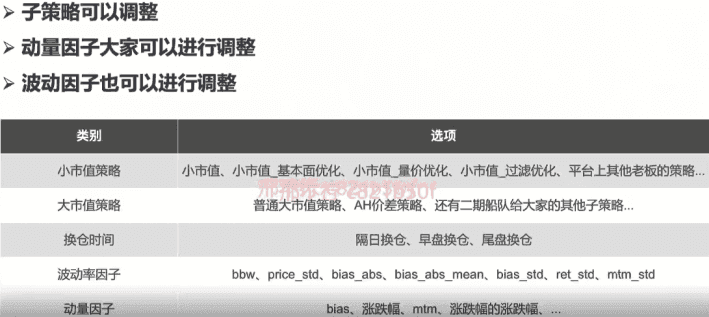 ➢ 子策略可以调整
➢ 动量因子大家可以进行调整
➢ 波动因子也可以进行调整
类别 选项
小市值策略 小市值、小市值_基本面优化、小市值_量价优化、小市值_过滤优化、平台上其他老板的策略...
大市值策略 普通大市值策略、AH价差策略、还有二期船队给大家的其他子策略...
换仓时间 隔日换仓、早盘换仓、尾盘换仓
波动率因子 bbw、price_std、bias_abs、bias_abs_mean、bias_std、ret_std、mtm_std
动量因子 bias、涨跌幅、mtm、涨跌幅的涨跌幅、...